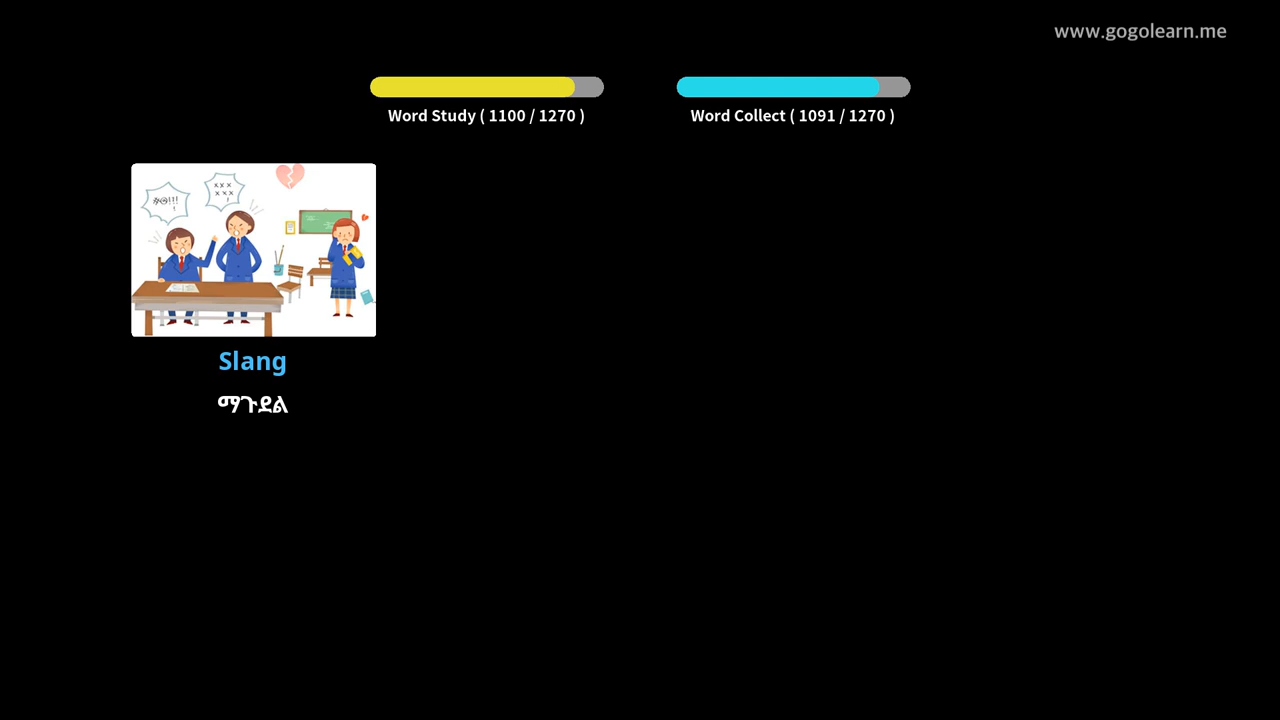 www.gogolearn.me
Word Study ( 1100 / 1270 )
Word Collect ( 1091 / 1270 )
#@!!!
x x x
x x x
!
Slang
ማጉደል